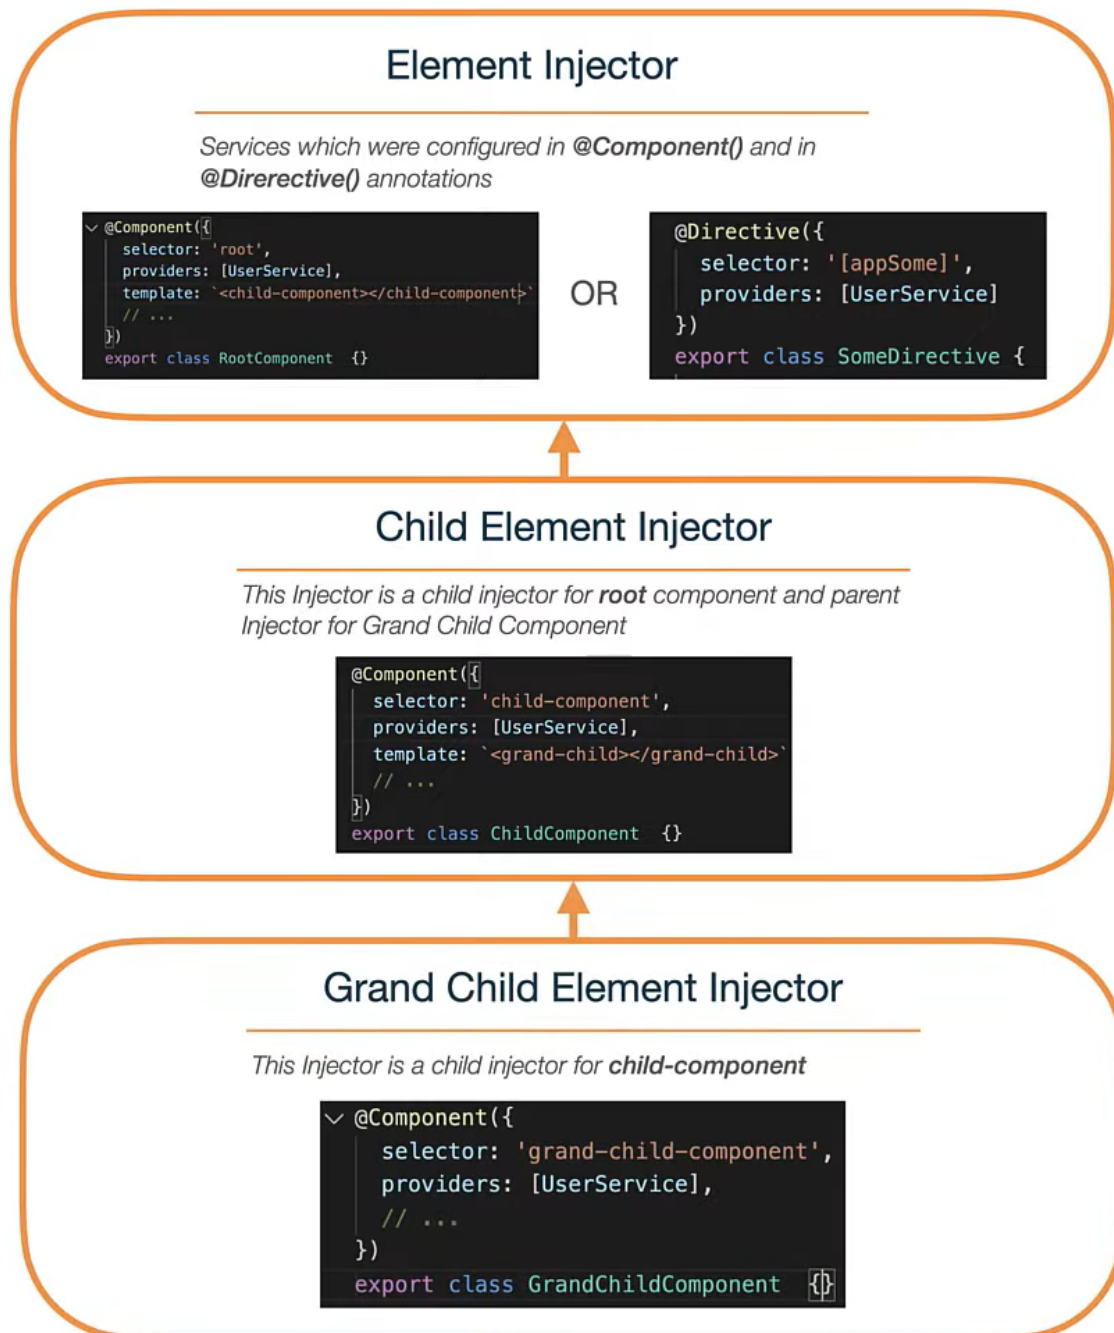 Element Injector
Services which were configured in @Component() and in
@Direrective() annotations
@Component({
selector: 'root',
providers: [UserService],
template: `<child-component></child-component>`
// ...
})
export class RootComponent {}
OR
@Directive({
selector: '[appSome]',
providers: [UserService]
})
export class SomeDirective {
Child Element Injector
This Injector is a child injector for root component and parent
Injector for Grand Child Component
@Component({
selector: 'child-component',
providers: [UserService],
template: `<grand-child></grand-child>`
// ...
})
export class ChildComponent {}
Grand Child Element Injector
This Injector is a child injector for child-component
@Component({
selector: 'grand-child-component',
providers: [UserService],
// ...
})
export class GrandChildComponent {}